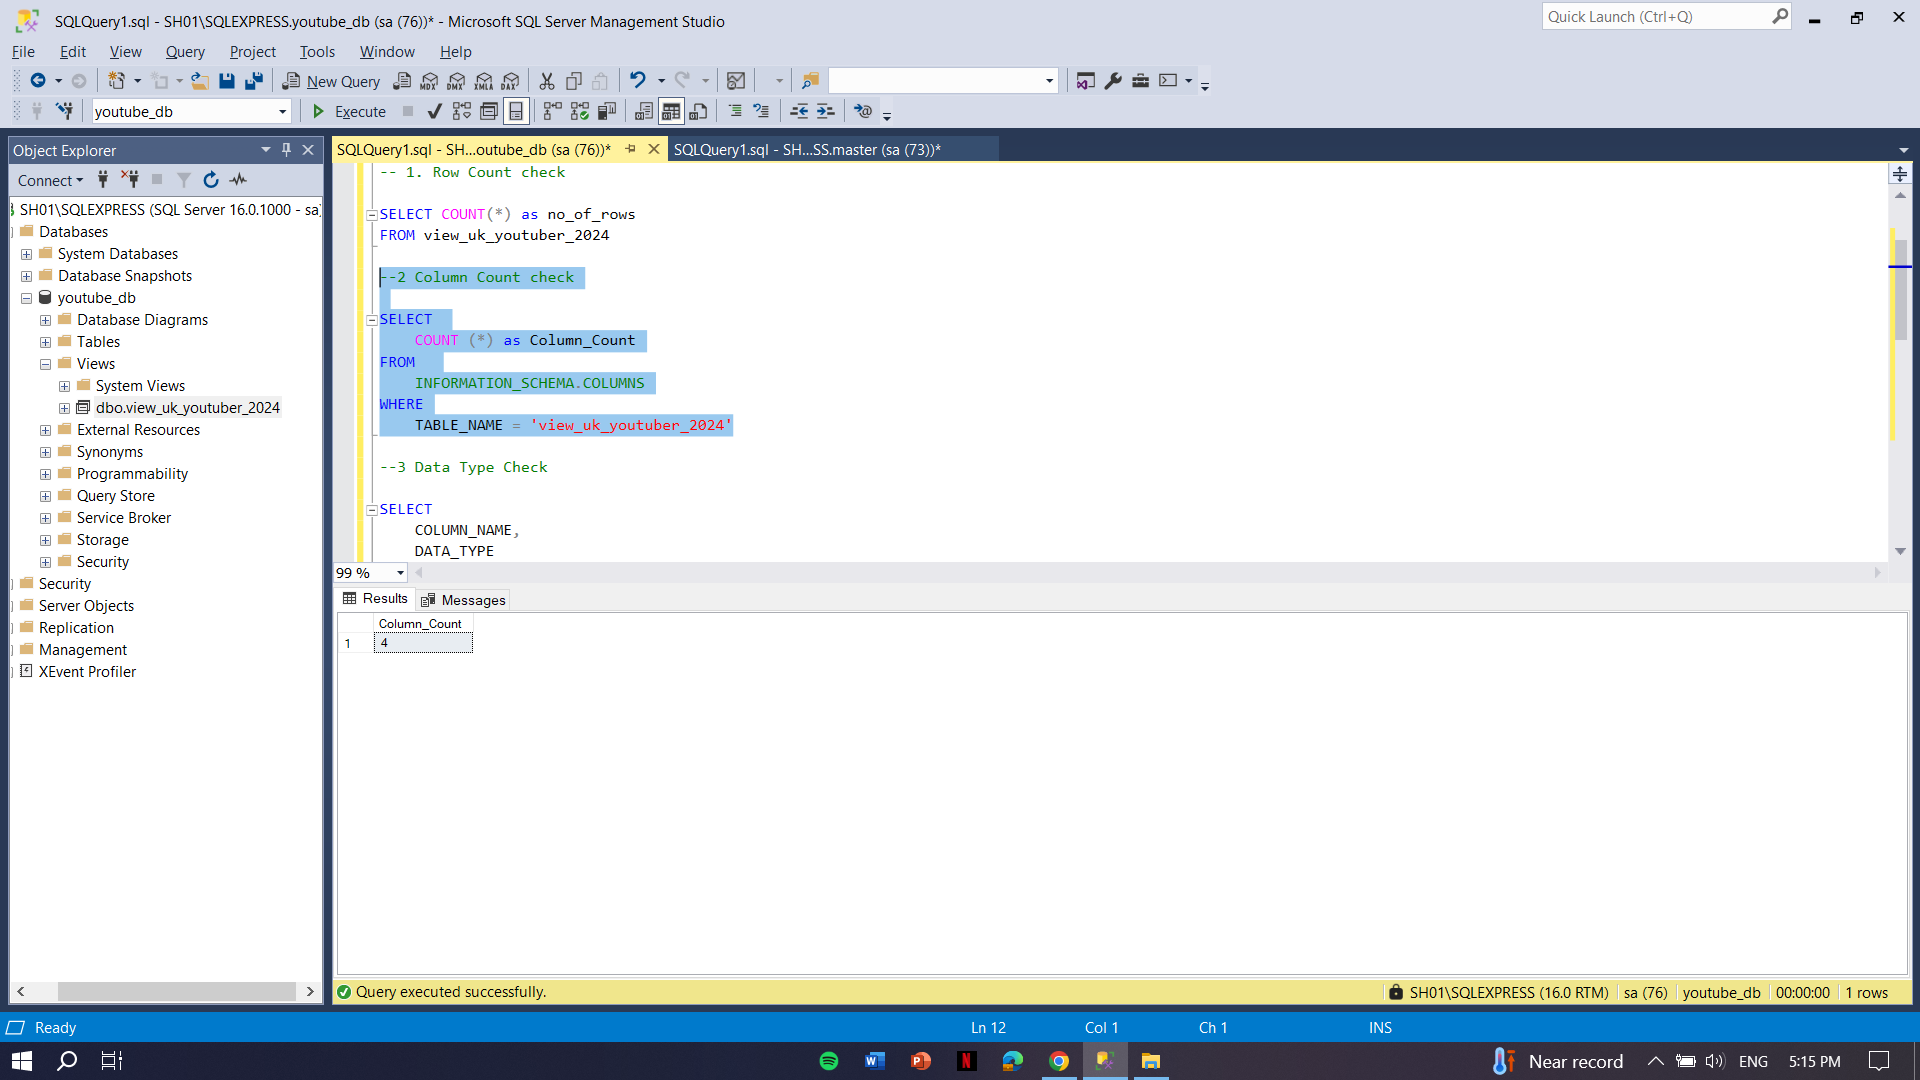 SQLQuery1.sql - SH01\SQLEXPRESS.youtube_db (sa (76))* - Microsoft SQL Server Management Studio
Quick Launch (Ctrl+Q)
File Edit View Query Project Tools Window Help
New Query MDX DMX XMLA DAX
youtube_db Execute
Object Explorer
Connect
SH01\SQLEXPRESS (SQL Server 16.0.1000 - sa)
Databases
System Databases
Database Snapshots
youtube_db
Database Diagrams
Tables
Views
System Views
dbo.view_uk_youtuber_2024
External Resources
Synonyms
Programmability
Query Store
Service Broker
Storage
Security
Security
Server Objects
Replication
Management
XEvent Profiler
SQLQuery1.sql - SH...outube_db (sa (76))* SQLQuery1.sql - SH...SS.master (sa (73))*
-- 1. Row Count check
SELECT COUNT(*) as no_of_rows
FROM view_uk_youtuber_2024
--2 Column Count check
SELECT
COUNT (*) as Column_Count
FROM
INFORMATION_SCHEMA.COLUMNS
WHERE
TABLE_NAME = 'view_uk_youtuber_2024'
--3 Data Type Check
SELECT
COLUMN_NAME,
DATA_TYPE
99 %
Results Messages
Column_Count
1 4
Query executed successfully. SH01\SQLEXPRESS (16.0 RTM) sa (76) youtube_db 00:00:00 1 rows
Ready Ln 12 Col 1 Ch 1 INS
Near record ENG 5:15 PM